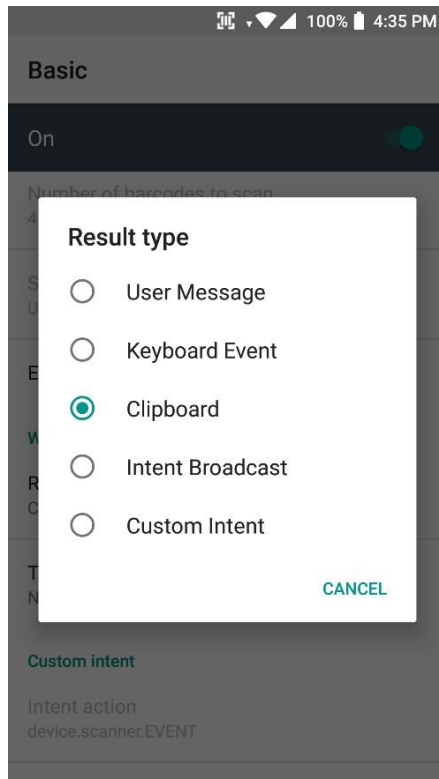 100% 4:35 PM
Basic
On
Number of barcodes to scan
4
Result type
S
U
User Message
Keyboard Event
E
Clipboard
W
Intent Broadcast
R
C
Custom Intent
T
N
CANCEL
Custom intent
Intent action
device.scanner.EVENT